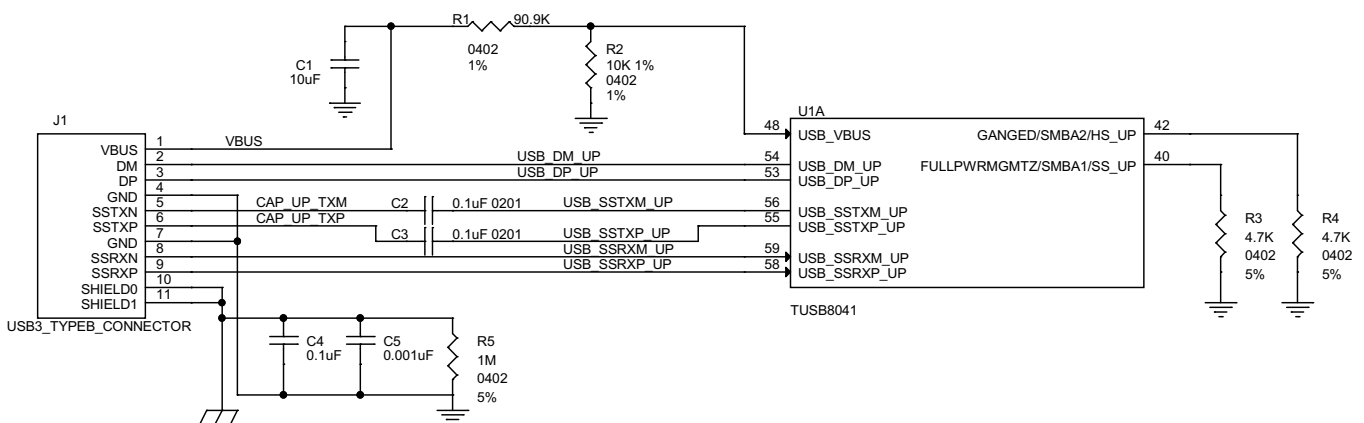 R1 90.9K
0402
1%
R2
10K 1%
0402
1%
C1
10uF
J1
USB3_TYPEB_CONNECTOR
VBUS 1 VBUS
DM 2 USB_DM_UP
DP 3 USB_DP_UP
GND 4
SSTXN 5 CAP_UP_TXM C2 0.1uF 0201 USB_SSTXM_UP
SSTXP 6 CAP_UP_TXP C3 0.1uF 0201 USB_SSTXP_UP
GND 7
SSRXN 8 USB_SSRXM_UP
SSRXP 9 USB_SSRXP_UP
SHIELD0 10
SHIELD1 11
U1A
48 USB_VBUS
54 USB_DM_UP
53 USB_DP_UP
56 USB_SSTXM_UP
55 USB_SSTXP_UP
59 USB_SSRXM_UP
58 USB_SSRXP_UP
GANGED/SMBA2/HS_UP 42
FULLPWRMGMTZ/SMBA1/SS_UP 40
TUSB8041
R3
4.7K
0402
5%
R4
4.7K
0402
5%
C4
0.1uF
C5
0.001uF
R5
1M
0402
5%